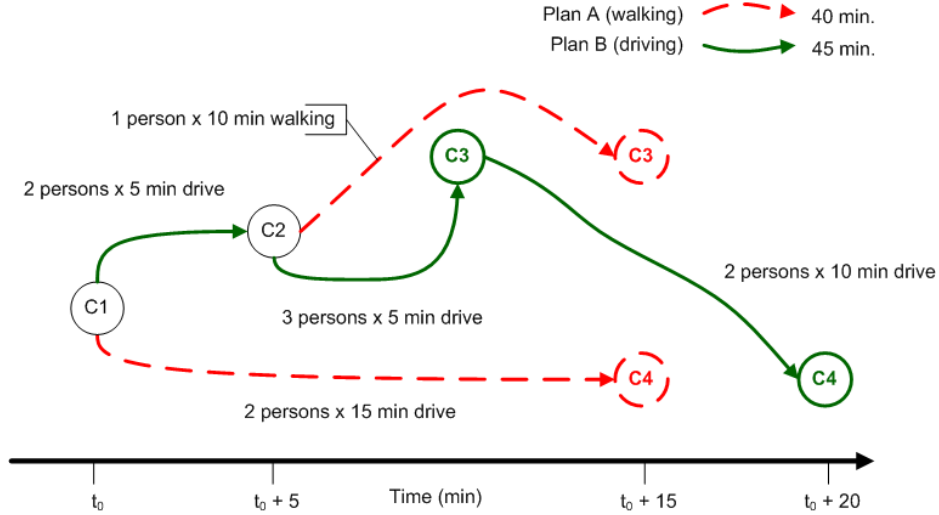 Plan A (walking) 40 min.
Plan B (driving) 45 min.
1 person x 10 min walking
C3
C3
2 persons x 5 min drive
C2
2 persons x 10 min drive
C1
3 persons x 5 min drive
C4
C4
2 persons x 15 min drive
t0
t0 + 5
Time (min)
t0 + 15
t0 + 20